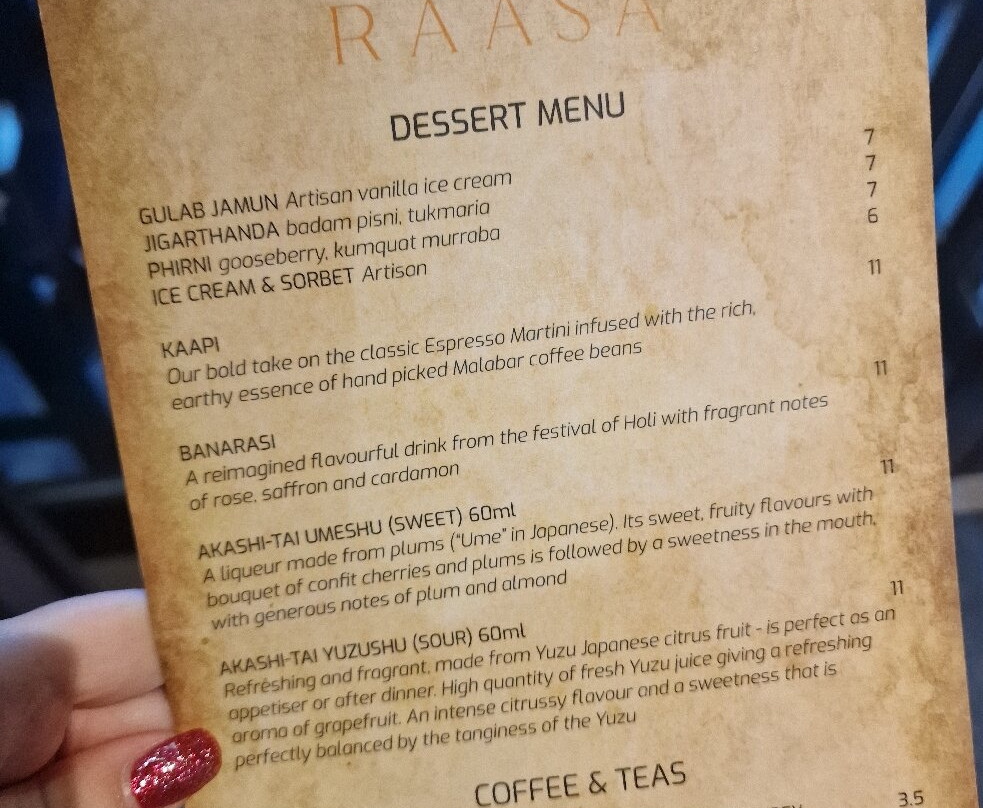 RAASA
DESSERT MENU
GULAB JAMUN Artisan vanilla ice cream 7
JIGARTHANDA badam pisni, tukmaria 7
PHIRNI gooseberry, kumquat murraba 7
ICE CREAM & SORBET Artisan 6
KAAPI 11
Our bold take on the classic Espresso Martini infused with the rich,
earthy essence of hand picked Malabar coffee beans
BANARASI 11
A reimagined flavourful drink from the festival of Holi with fragrant notes
of rose, saffron and cardamon
AKASHI-TAI UMESHU (SWEET) 60ml 11
A liqueur made from plums ("Ume" in Japanese). Its sweet, fruity flavours with
bouquet of confit cherries and plums is followed by a sweetness in the mouth,
with generous notes of plum and almond
AKASHI-TAI YUZUSHU (SOUR) 60ml 11
Refreshing and fragrant, made from Yuzu Japanese citrus fruit - is perfect as an
appetiser or after dinner. High quantity of fresh Yuzu juice giving a refreshing
aroma of grapefruit. An intense citrussy flavour and a sweetness that is
perfectly balanced by the tanginess of the Yuzu
COFFEE & TEAS
3.5